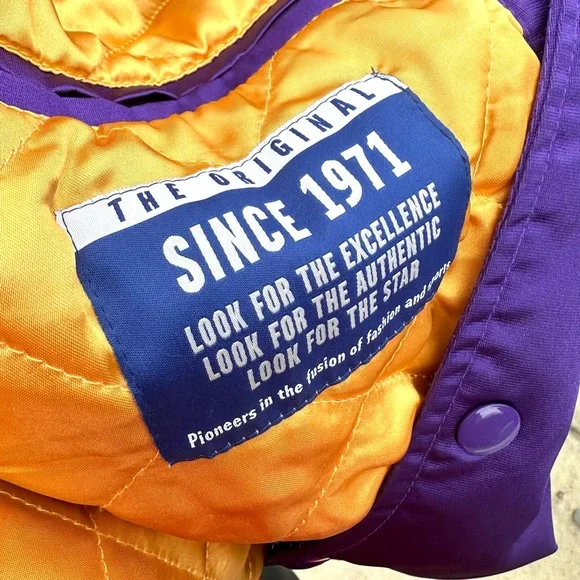 THE ORIGINAL
SINCE 1971
LOOK FOR THE EXCELLENCE
LOOK FOR THE AUTHENTIC
LOOK FOR THE STAR
Pioneers in the fusion of fashion and sports